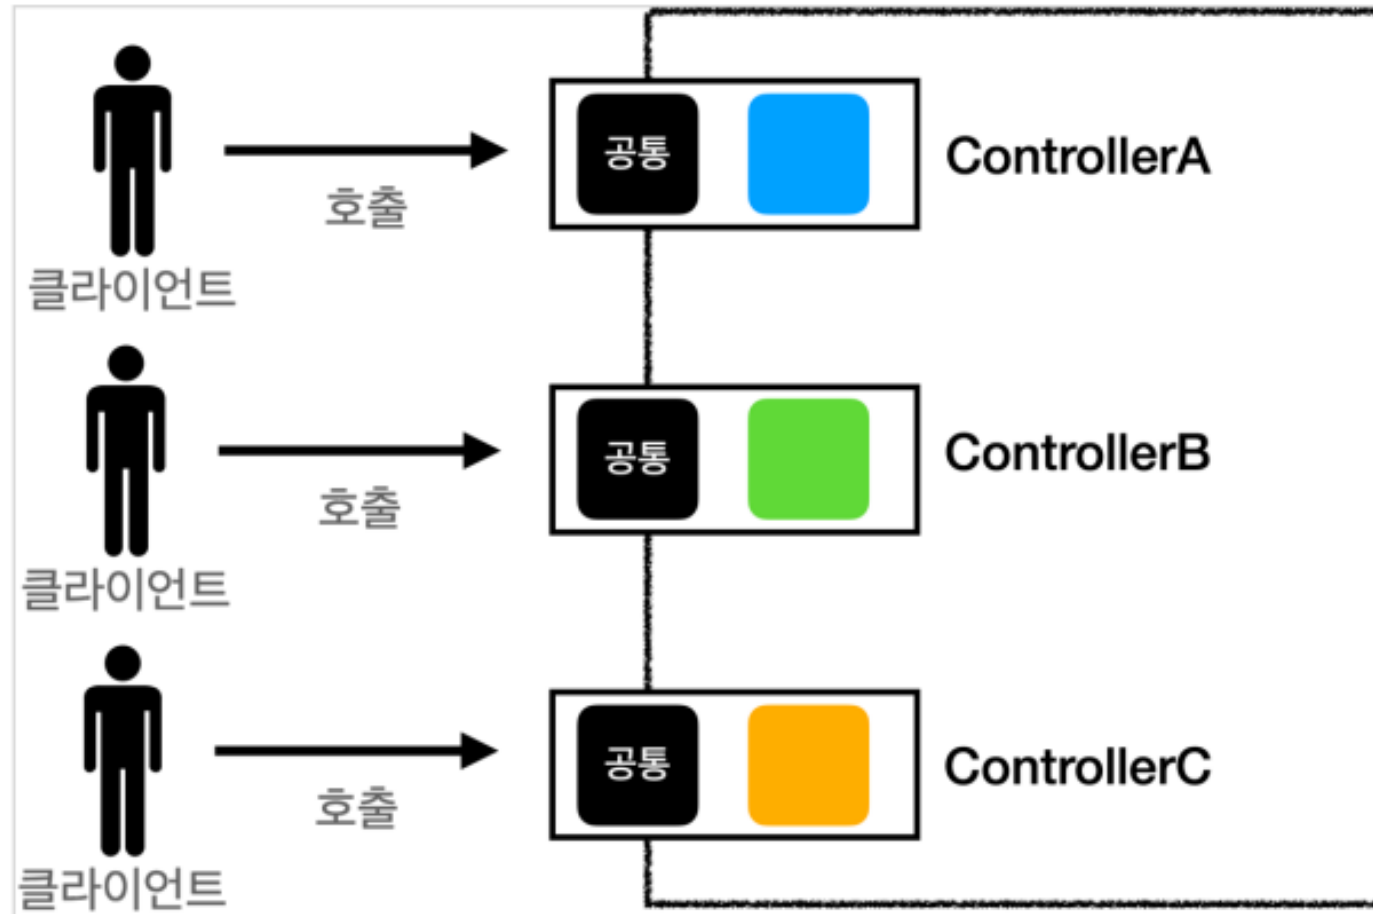 공통
ControllerA
호출
클라이언트
공통
ControllerB
호출
클라이언트
공통
ControllerC
호출
클라이언트